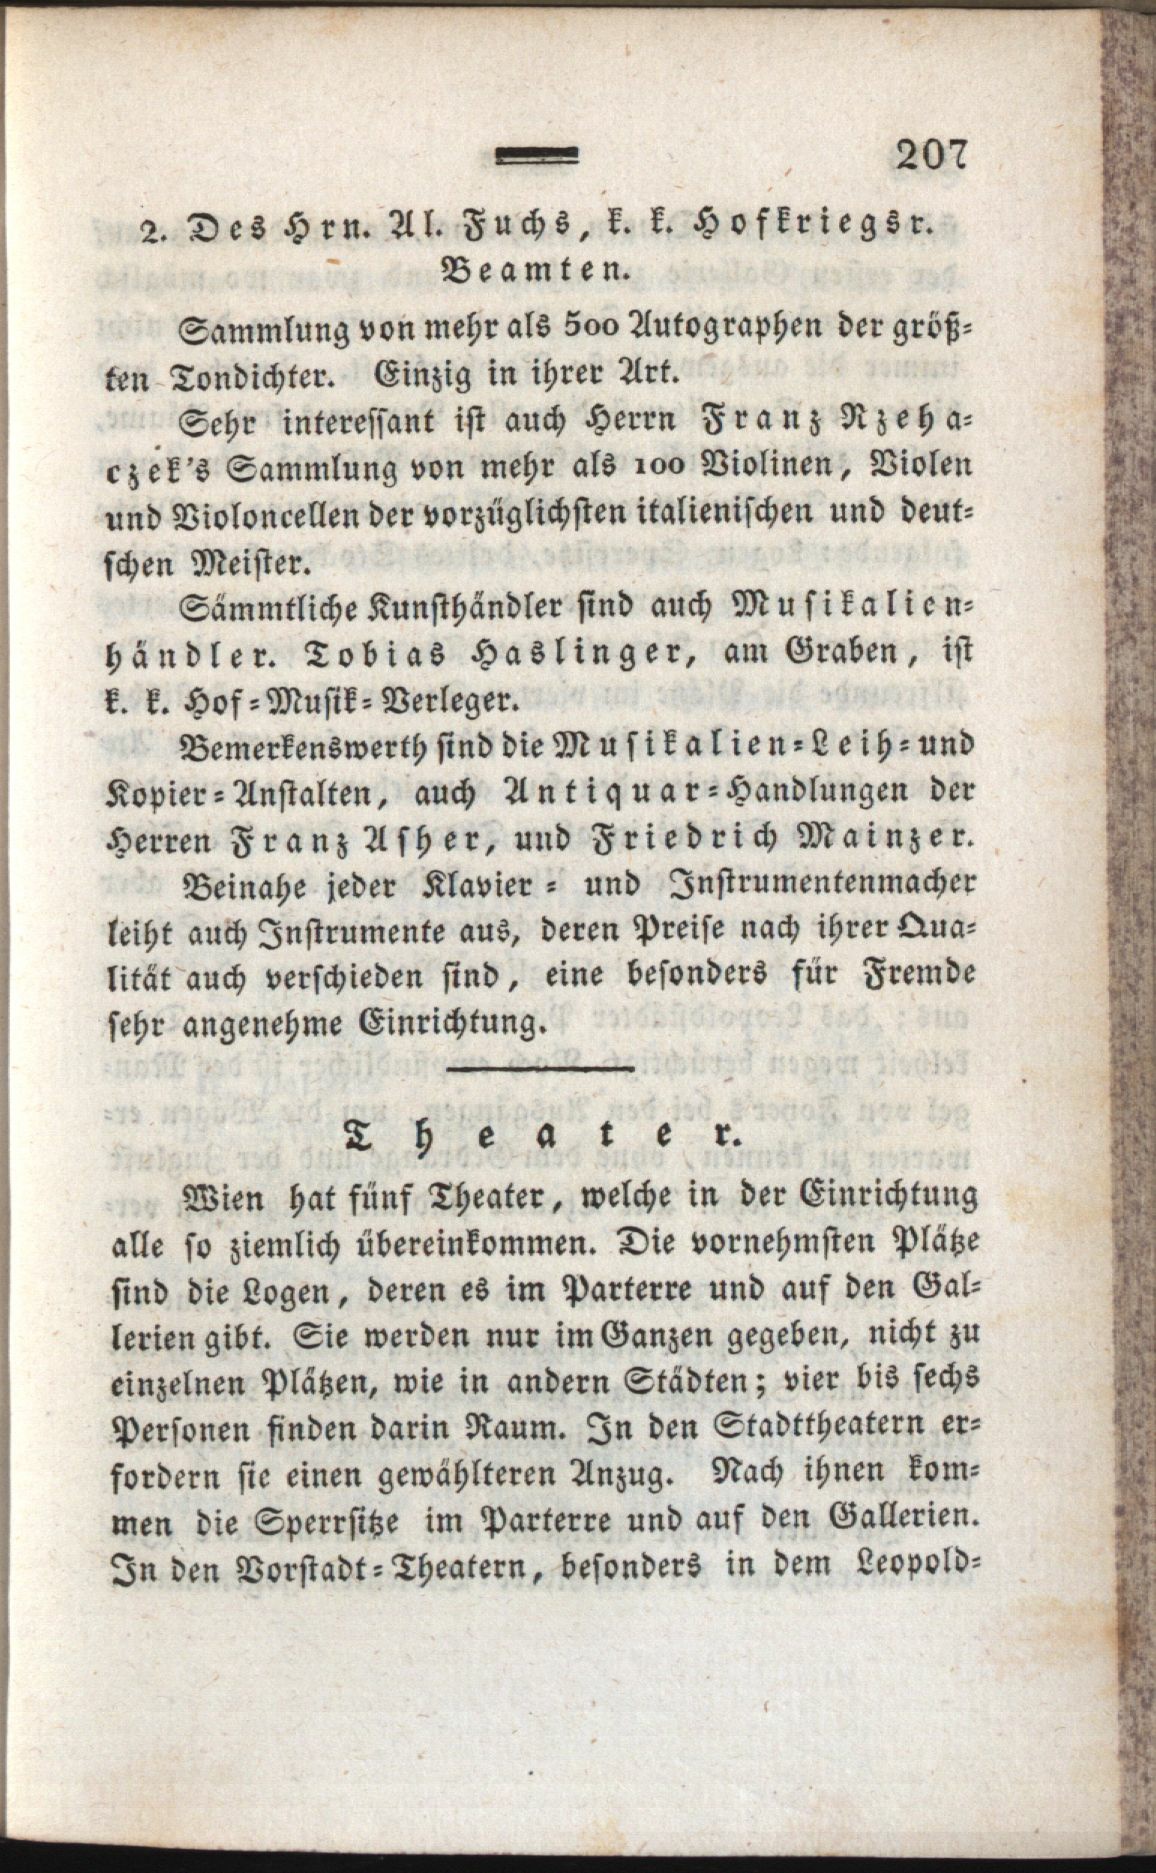 207
2. Des Hrn. Al. Fuchs, k. k. Hofkriegsr.
Beamten.
Sammlung von mehr als 500 Autographen der größ-
ten Tondichter. Einzig in ihrer Art.
Sehr interessant ist auch Herrn Franz Rzeha-
czek's Sammlung von mehr als 100 Violinen, Violen
und Violoncellen der vorzüglichsten italienischen und deut-
schen Meister.
Sämmtliche Kunsthändler sind auch Musikalien-
händler. Tobias Haslinger, am Graben, ist
k. k. Hof-Musik-Verleger.
Bemerkenswerth sind die Musikalien-Leih- und
Kopier-Anstalten, auch Antiquar-Handlungen der
Herren Franz Asher, und Friedrich Mainzer.
Beinahe jeder Klavier- und Instrumentenmacher
leiht auch Instrumente aus, deren Preise nach ihrer Qua-
lität auch verschieden sind, eine besonders für Fremde
sehr angenehme Einrichtung.
Theater.
Wien hat fünf Theater, welche in der Einrichtung
alle so ziemlich übereinkommen. Die vornehmsten Plätze
sind die Logen, deren es im Parterre und auf den Gal-
lerien gibt. Sie werden nur im Ganzen gegeben, nicht zu
einzelnen Plätzen, wie in andern Städten; vier bis sechs
Personen finden darin Raum. In den Stadttheatern er-
fordern sie einen gewählteren Anzug. Nach ihnen kom-
men die Sperrsitze im Parterre und auf den Gallerien.
In den Vorstadt-Theatern, besonders in dem Leopold-